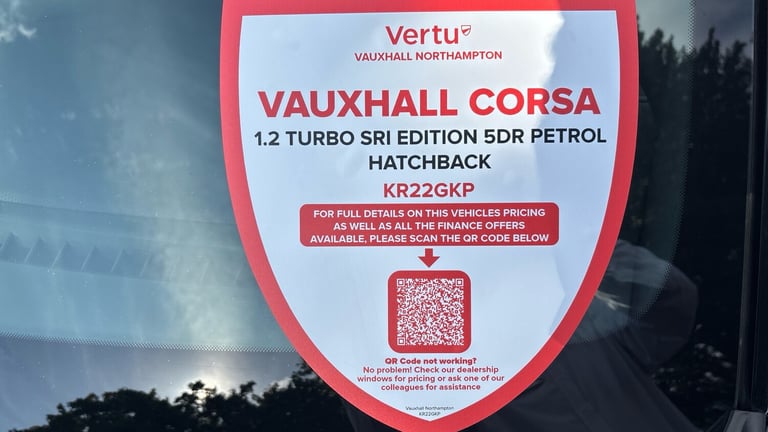 Vertu
VAUXHALL NORTHAMPTON
VAUXHALL CORSA
1.2 TURBO SRI EDITION 5DR PETROL
HATCHBACK
KR22GKP
FOR FULL DETAILS ON THIS VEHICLES PRICING
AS WELL AS ALL THE FINANCE OFFERS
AVAILABLE, PLEASE SCAN THE QR CODE BELOW
QR Code not working?
No problem! Check our dealership
windows for pricing or ask one of our
colleagues for assistance
Vauxhall Northampton
KR22GKP